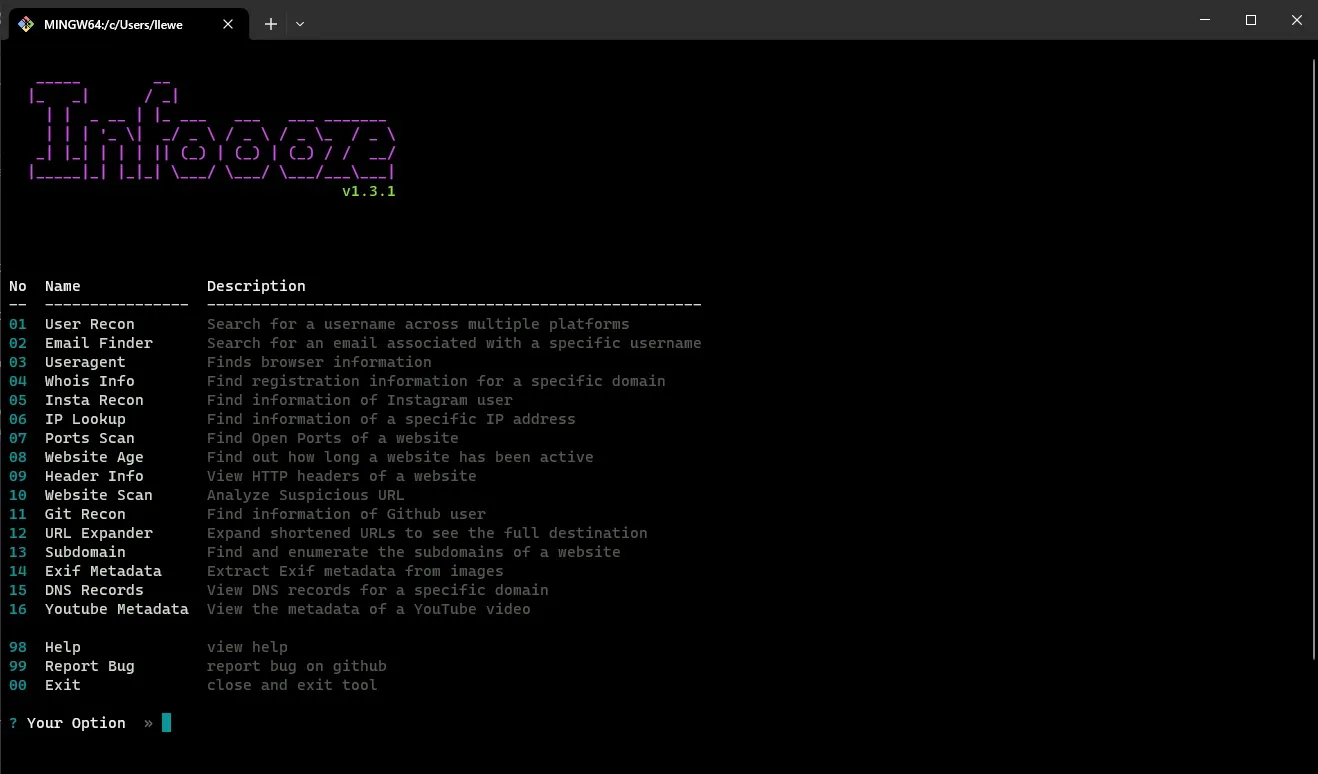 MINGW64:/c/Users/llewe
Infoooze
v1.3.1
No Name Description
-- ---------------- -------------------------------------------------------
01 User Recon Search for a username across multiple platforms
02 Email Finder Search for an email associated with a specific username
03 Useragent Finds browser information
04 Whois Info Find registration information for a specific domain
05 Insta Recon Find information of Instagram user
06 IP Lookup Find information of a specific IP address
07 Ports Scan Find Open Ports of a website
08 Website Age Find out how long a website has been active
09 Header Info View HTTP headers of a website
10 Website Scan Analyze Suspicious URL
11 Git Recon Find information of Github user
12 URL Expander Expand shortened URLs to see the full destination
13 Subdomain Find and enumerate the subdomains of a website
14 Exif Metadata Extract Exif metadata from images
15 DNS Records View DNS records for a specific domain
16 Youtube Metadata View the metadata of a YouTube video
98 Help view help
99 Report Bug report bug on github
00 Exit close and exit tool
? Your Option »